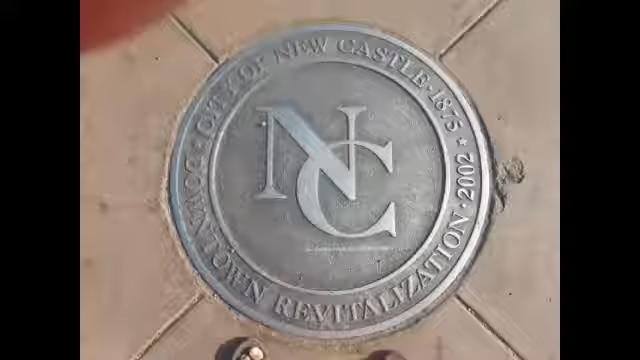 CITY OF NEW CASTLE · 1875 ★ 2002 ·
DOWNTOWN REVITALIZATION
NC